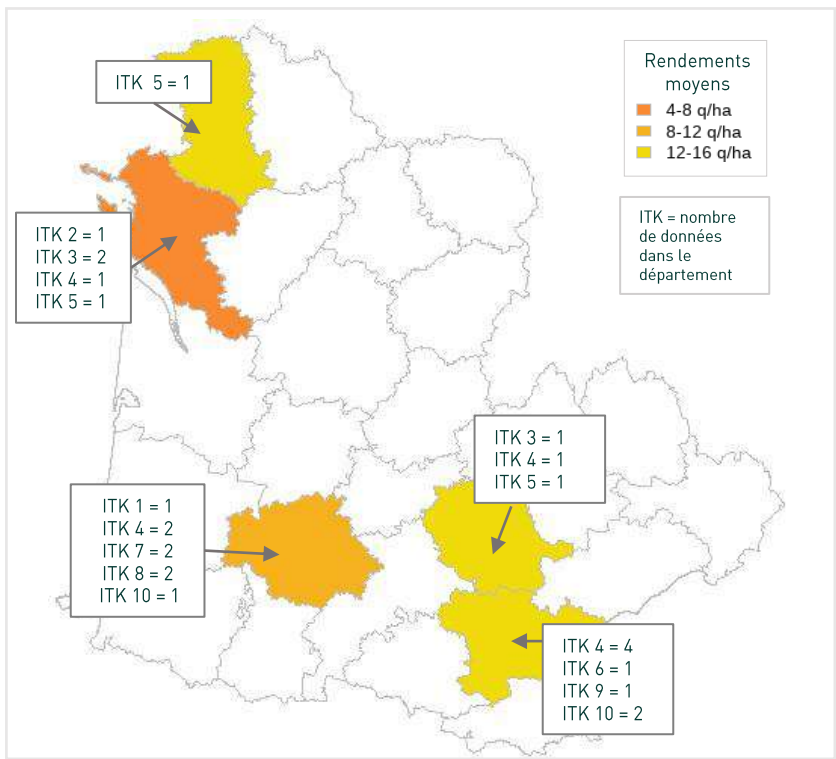 ITK 5 = 1
Rendements
moyens
4-8 q/ha
8-12 q/ha
12-16 q/ha
ITK = nombre
de données
dans le
département
ITK 2 = 1
ITK 3 = 2
ITK 4 = 1
ITK 5 = 1
ITK 3 = 1
ITK 4 = 1
ITK 5 = 1
ITK 1 = 1
ITK 4 = 2
ITK 7 = 2
ITK 8 = 2
ITK 10 = 1
ITK 4 = 4
ITK 6 = 1
ITK 9 = 1
ITK 10 = 2